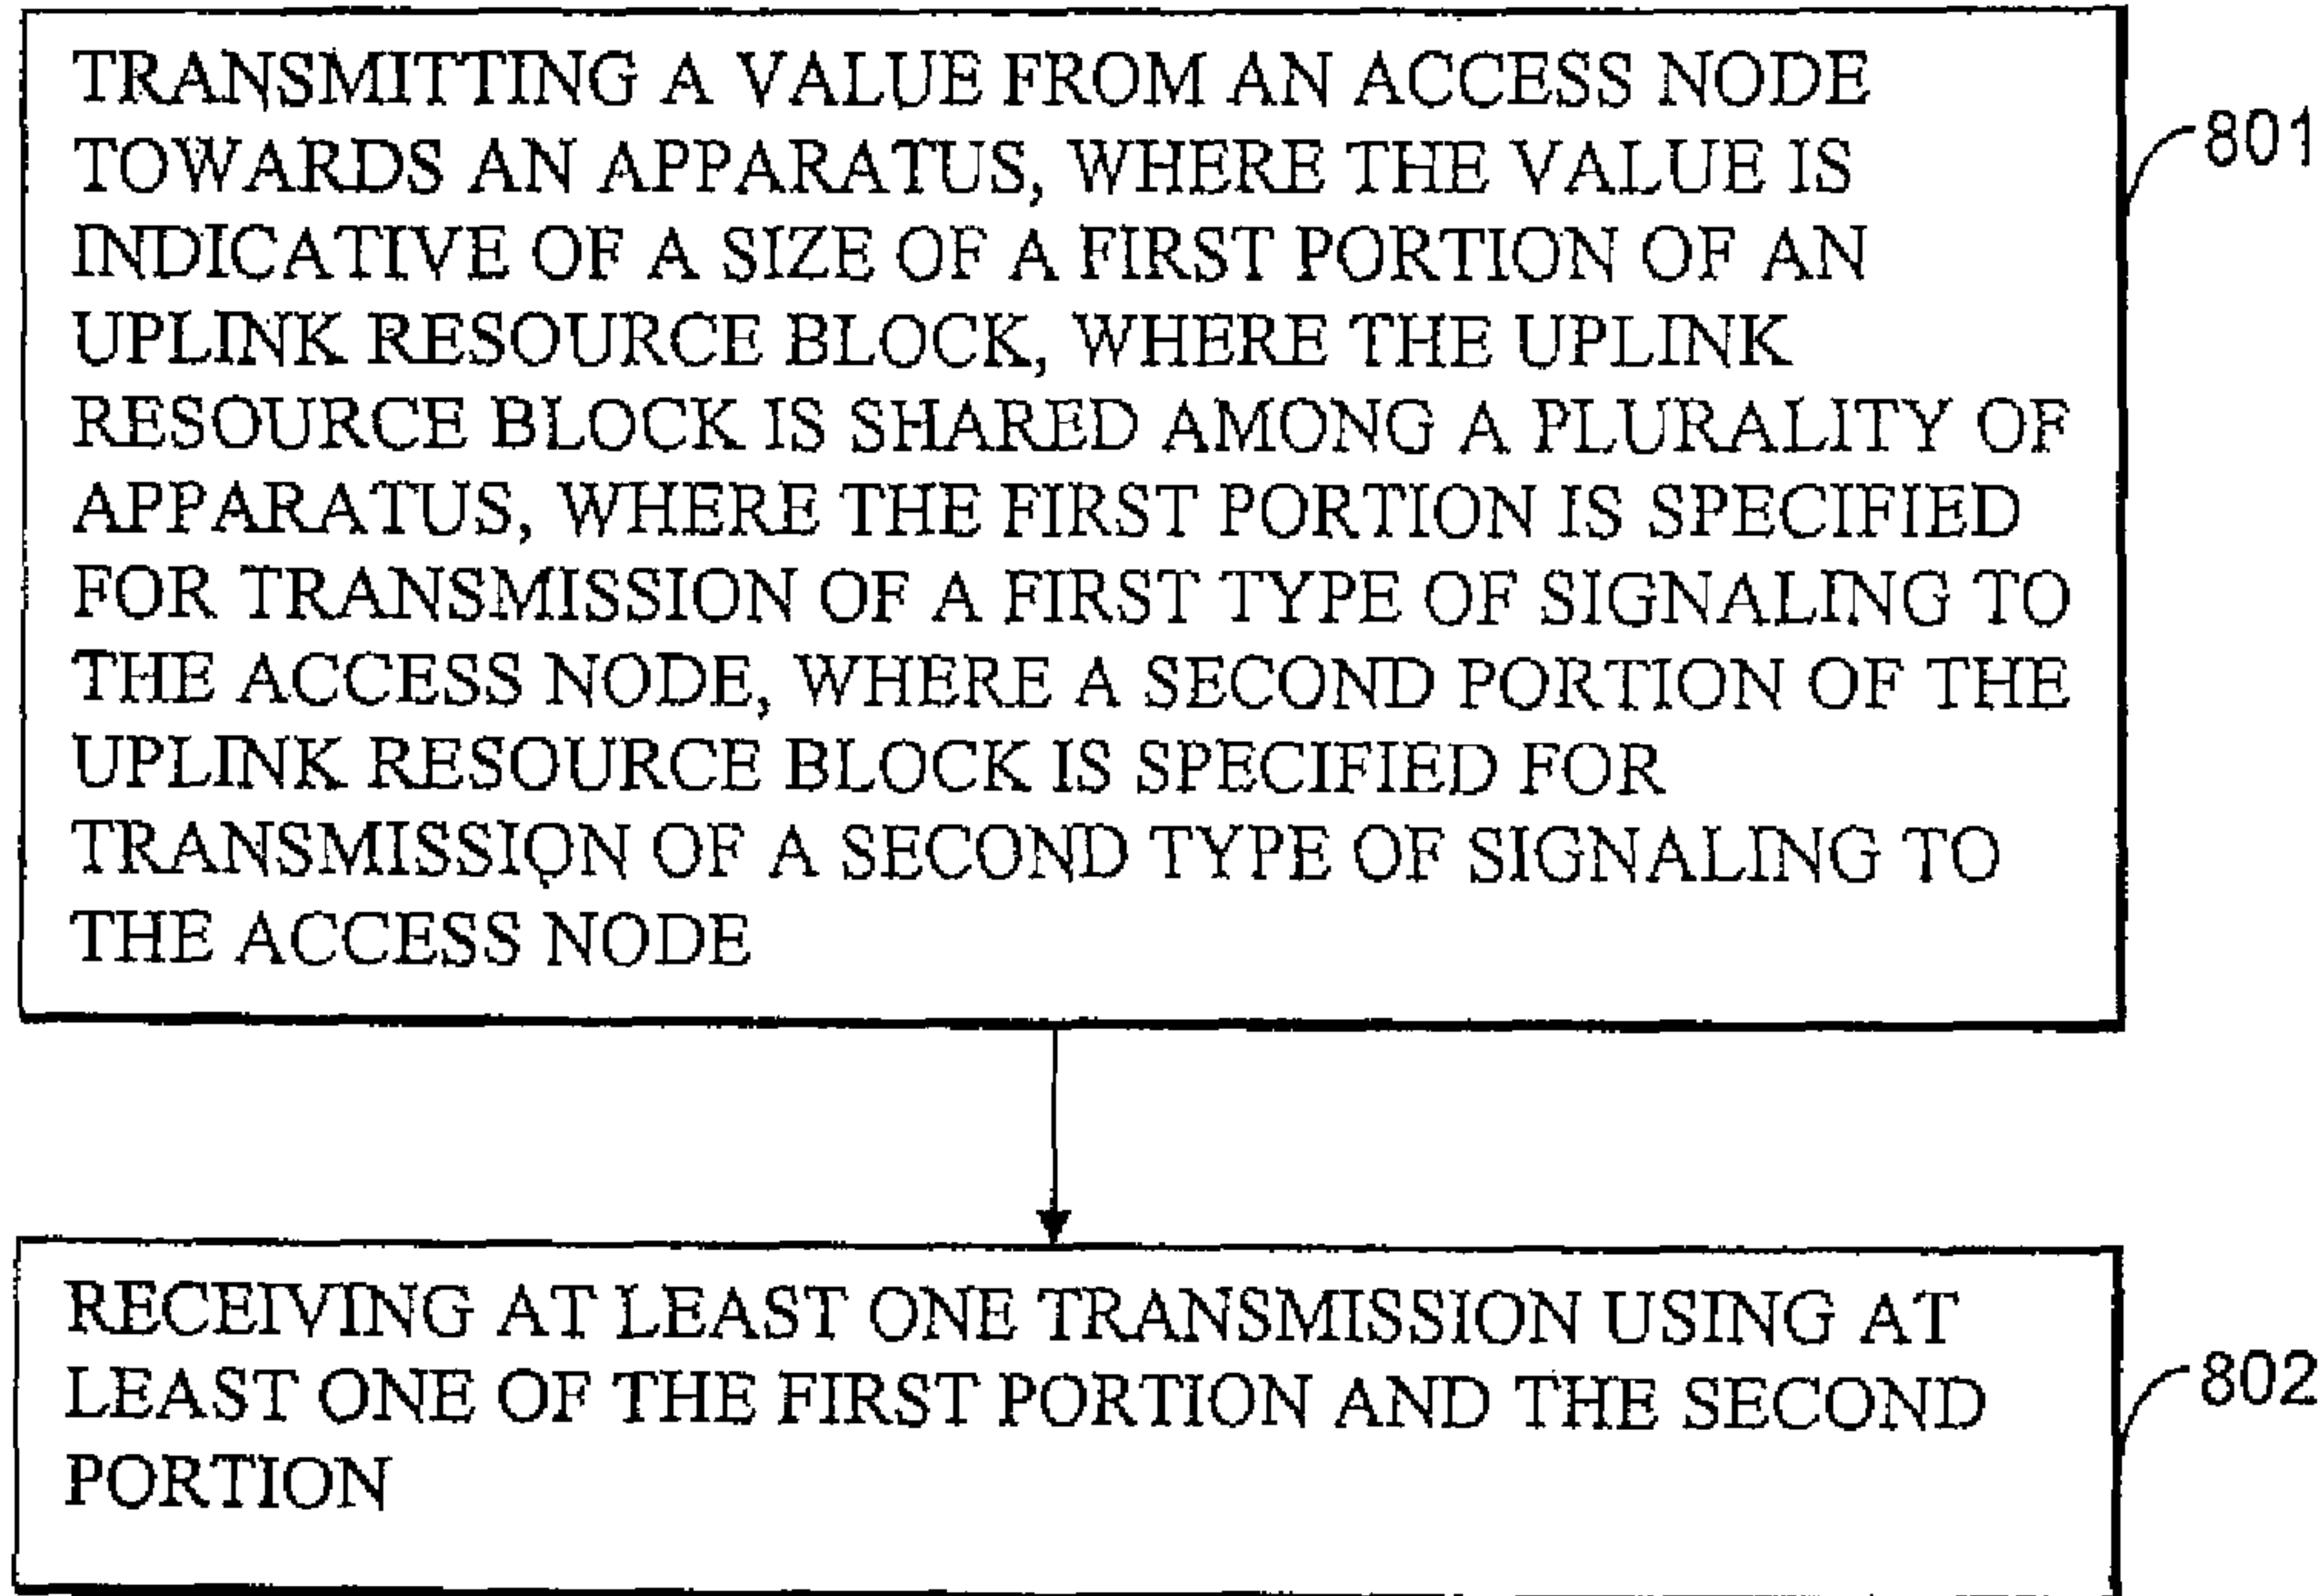 TRANSMITTING A VALUE FROM AN ACCESS NODE
TOWARDS AN APPARATUS, WHERE THE VALUE IS
INDICATIVE OF A SIZE OF A FIRST PORTION OF AN
UPLINK RESOURCE BLOCK, WHERE THE UPLINK
RESOURCE BLOCK IS SHARED AMONG A PLURALITY OF
APPARATUS, WHERE THE FIRST PORTION IS SPECIFIED
FOR TRANSMISSION OF A FIRST TYPE OF SIGNALING TO
THE ACCESS NODE, WHERE A SECOND PORTION OF THE
UPLINK RESOURCE BLOCK IS SPECIFIED FOR
TRANSMISSION OF A SECOND TYPE OF SIGNALING TO
THE ACCESS NODE
801
RECEIVING AT LEAST ONE TRANSMISSION USING AT
LEAST ONE OF THE FIRST PORTION AND THE SECOND
PORTION
802